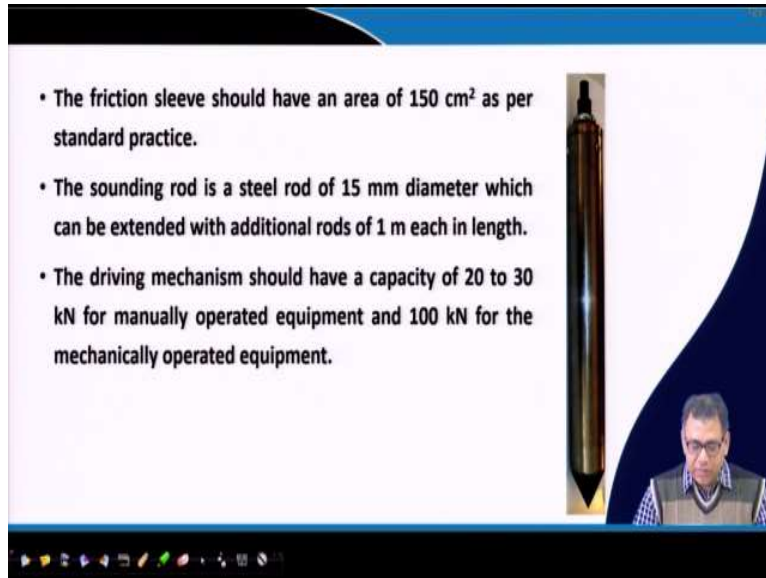 • The friction sleeve should have an area of 150 cm² as per
standard practice.
• The sounding rod is a steel rod of 15 mm diameter which
can be extended with additional rods of 1 m each in length.
• The driving mechanism should have a capacity of 20 to 30
kN for manually operated equipment and 100 kN for the
mechanically operated equipment.